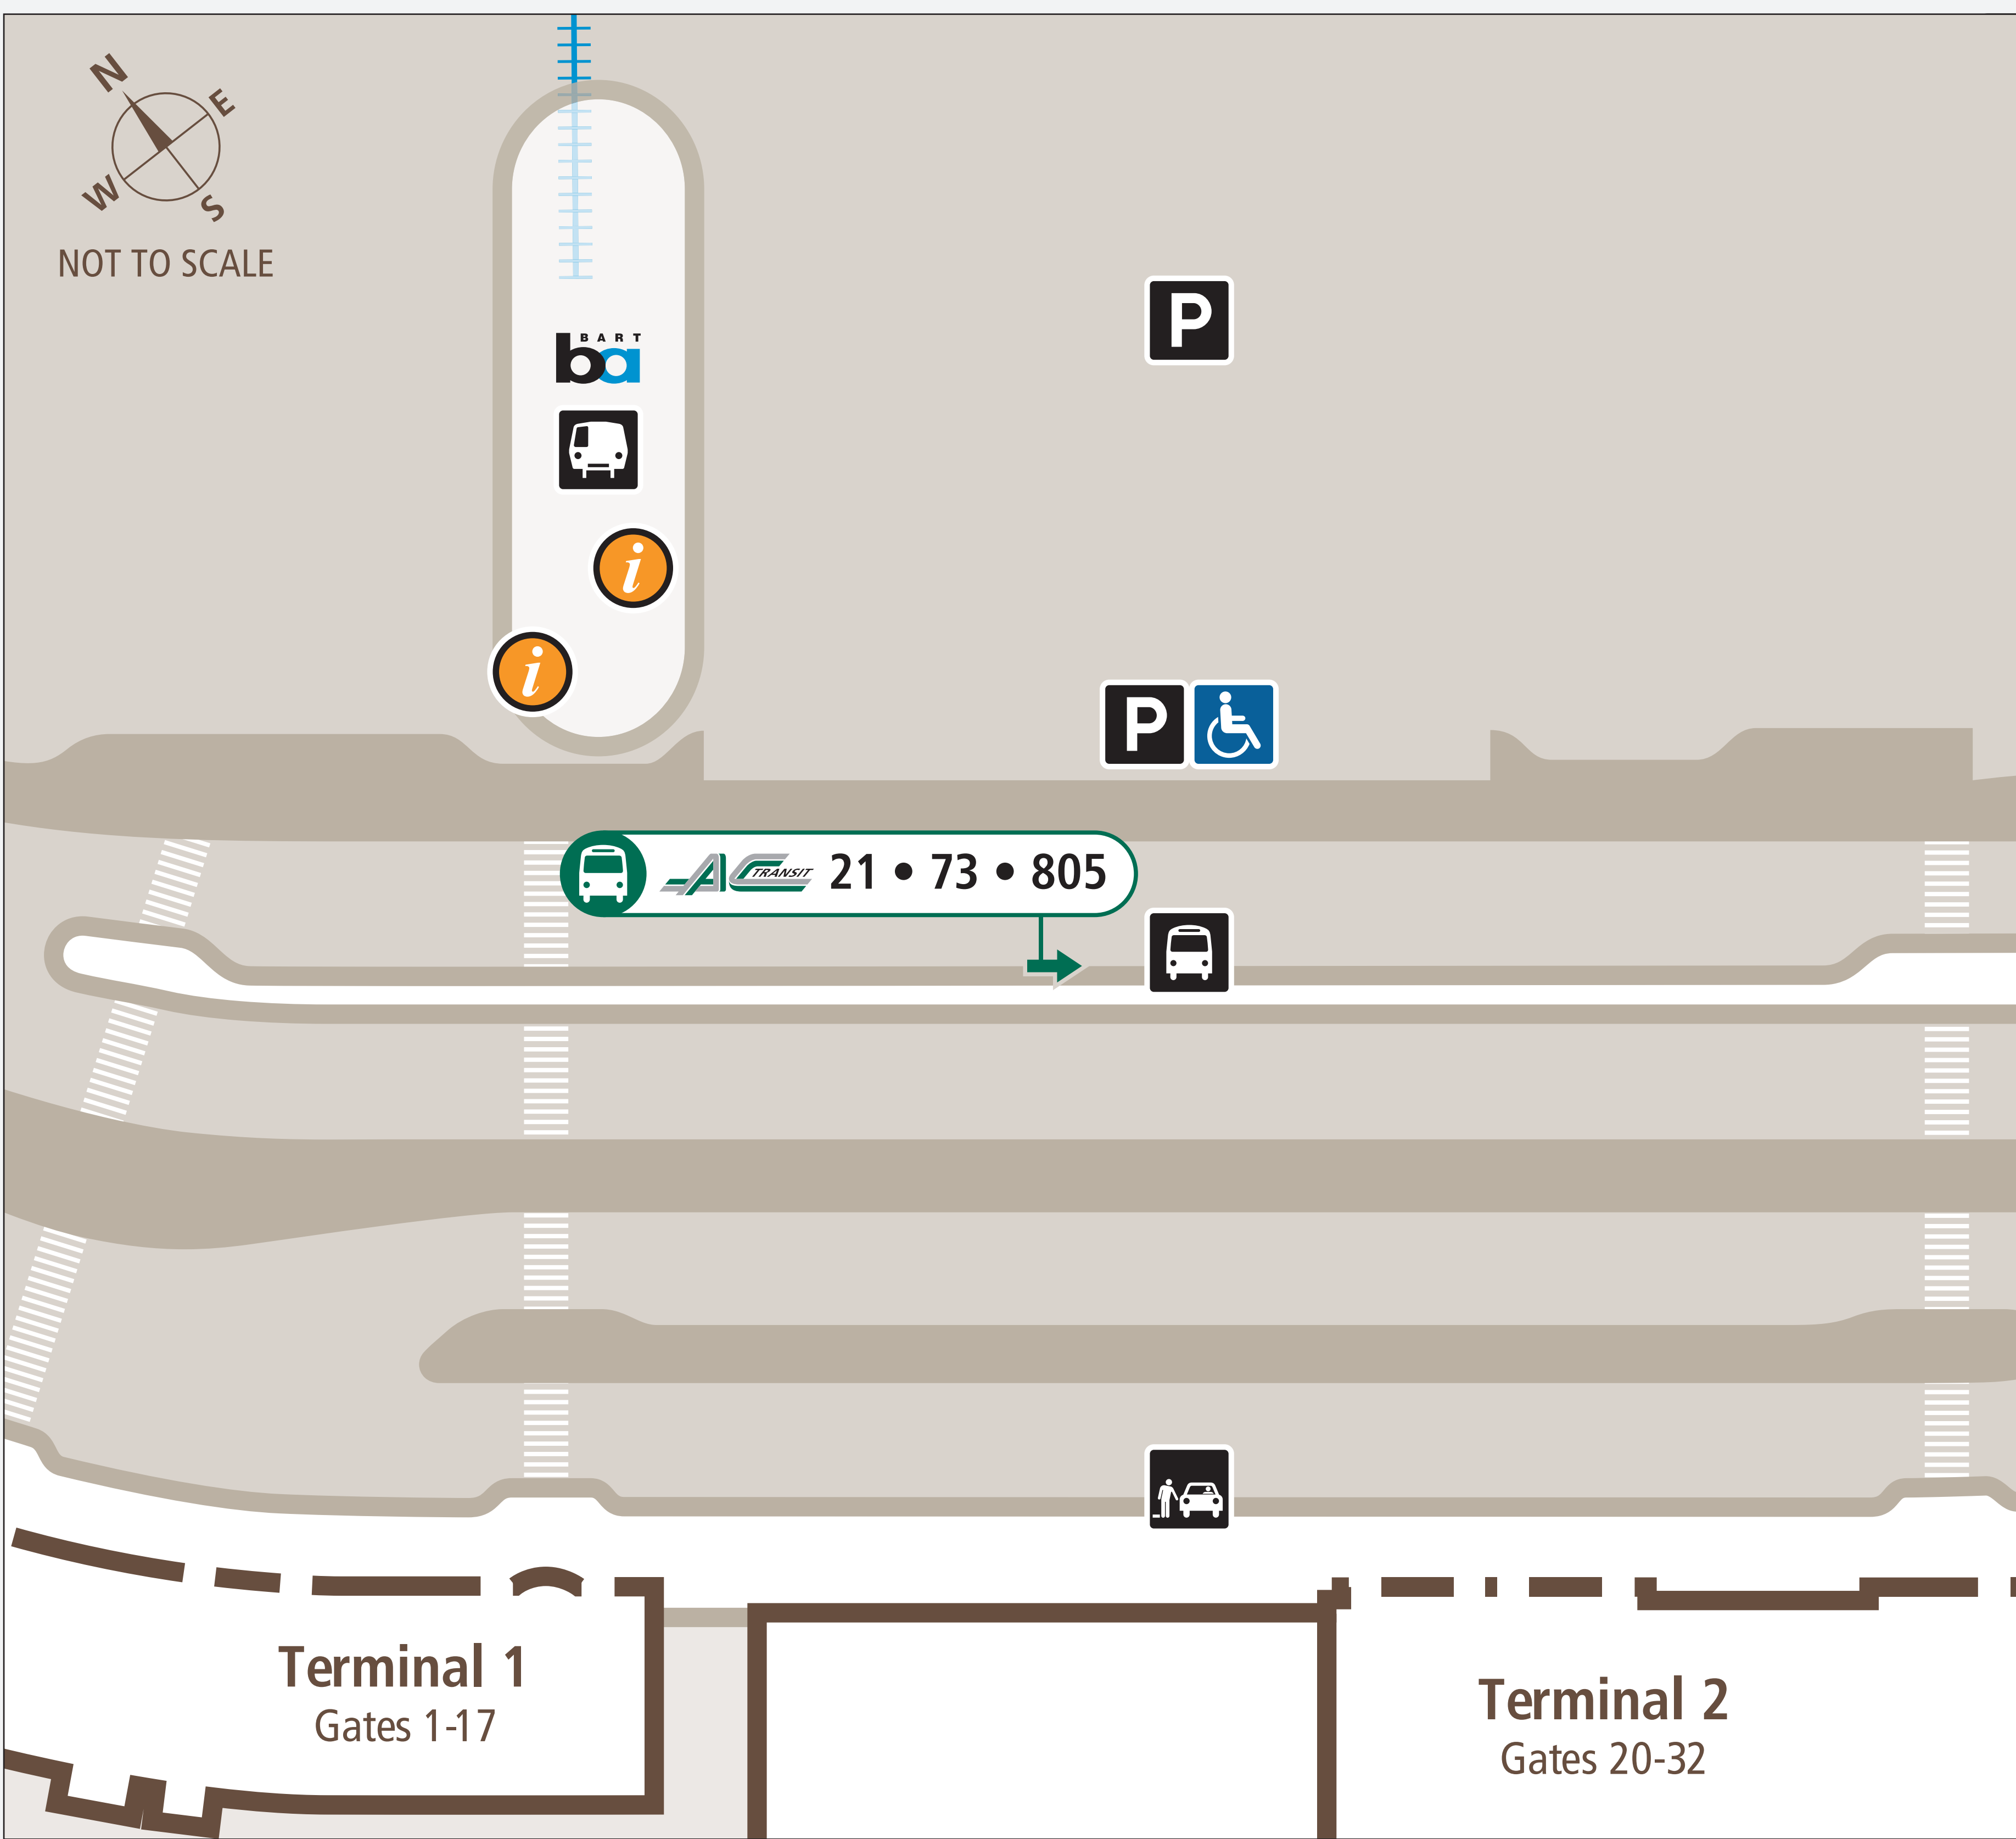 N
E
W
S
NOT TO SCALE
BART
ba
i
i
P
P
AC TRANSIT 21 • 73 • 805
Terminal 1
Gates 1-17
Terminal 2
Gates 20-32